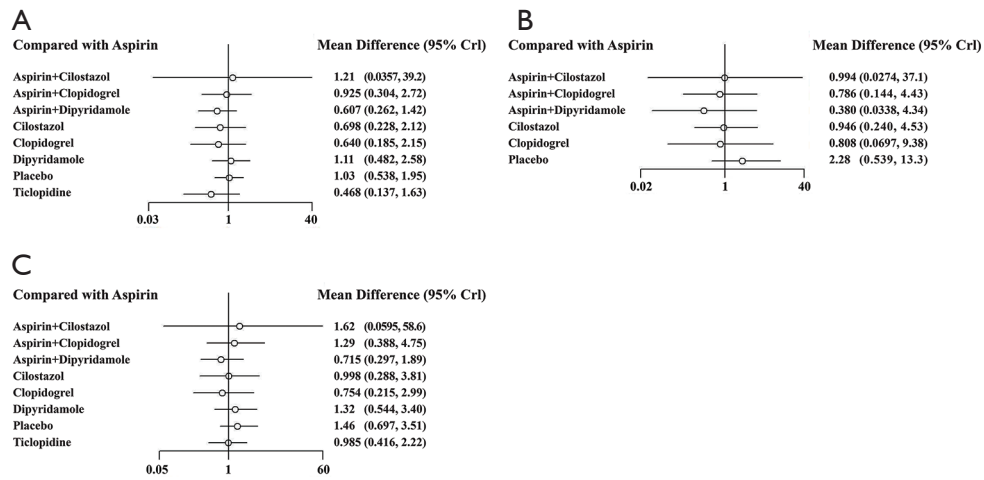 A
Compared with Aspirin Mean Difference (95% Crl)
Aspirin+Cilostazol 1.21 (0.0357, 39.2)
Aspirin+Clopidogrel 0.925 (0.304, 2.72)
Aspirin+Dipyridamole 0.607 (0.262, 1.42)
Cilostazol 0.698 (0.228, 2.12)
Clopidogrel 0.640 (0.185, 2.15)
Dipyridamole 1.11 (0.482, 2.58)
Placebo 1.03 (0.538, 1.95)
Ticlopidine 0.468 (0.137, 1.63)
0.03 1 40
B
Compared with Aspirin Mean Difference (95% Crl)
Aspirin+Cilostazol 0.994 (0.0274, 37.1)
Aspirin+Clopidogrel 0.786 (0.144, 4.43)
Aspirin+Dipyridamole 0.380 (0.0338, 4.34)
Cilostazol 0.946 (0.240, 4.53)
Clopidogrel 0.808 (0.0697, 9.38)
Placebo 2.28 (0.539, 13.3)
0.02 1 40
C
Compared with Aspirin Mean Difference (95% Crl)
Aspirin+Cilostazol 1.62 (0.0595, 58.6)
Aspirin+Clopidogrel 1.29 (0.388, 4.75)
Aspirin+Dipyridamole 0.715 (0.297, 1.89)
Cilostazol 0.998 (0.288, 3.81)
Clopidogrel 0.754 (0.215, 2.99)
Dipyridamole 1.32 (0.544, 3.40)
Placebo 1.46 (0.697, 3.51)
Ticlopidine 0.985 (0.416, 2.22)
0.05 1 60